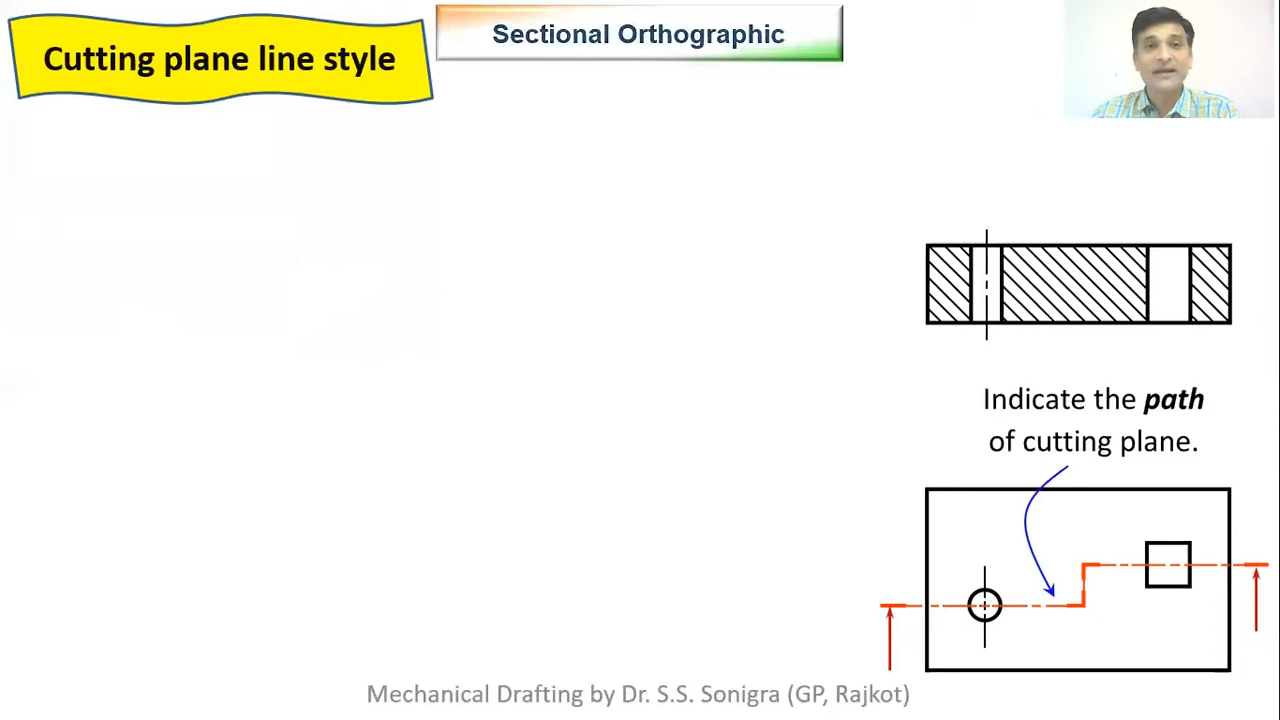 Cutting plane line style
Sectional Orthographic
Indicate the path
of cutting plane.
Mechanical Drafting by Dr. S.S. Sonigra (GP, Rajkot)